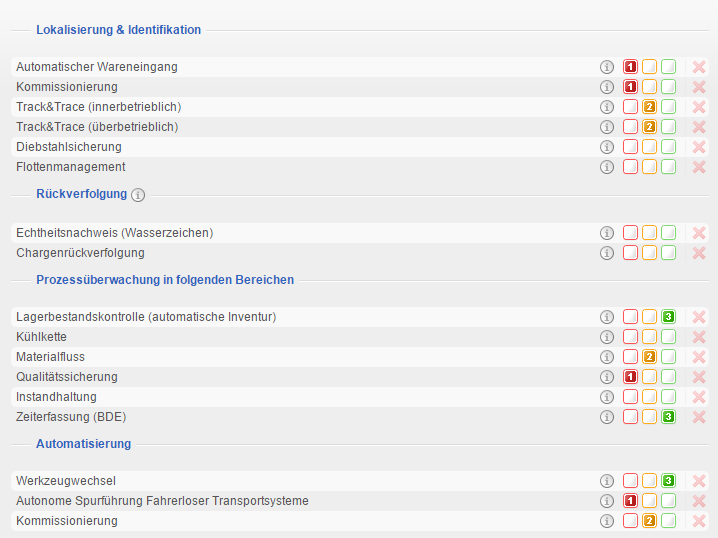 Lokalisierung & Identifikation
Automatischer Wareneingang 1
Kommissionierung 1
Track&Trace (innerbetrieblich) 2
Track&Trace (überbetrieblich) 2
Diebstahlsicherung
Flottenmanagement
Rückverfolgung
Echtheitsnachweis (Wasserzeichen)
Chargenrückverfolgung
Prozessüberwachung in folgenden Bereichen
Lagerbestandskontrolle (automatische Inventur) 3
Kühlkette
Materialfluss 2
Qualitätssicherung 1
Instandhaltung
Zeiterfassung (BDE) 3
Automatisierung
Werkzeugwechsel 3
Autonome Spurführung Fahrerloser Transportsysteme 1
Kommissionierung 2